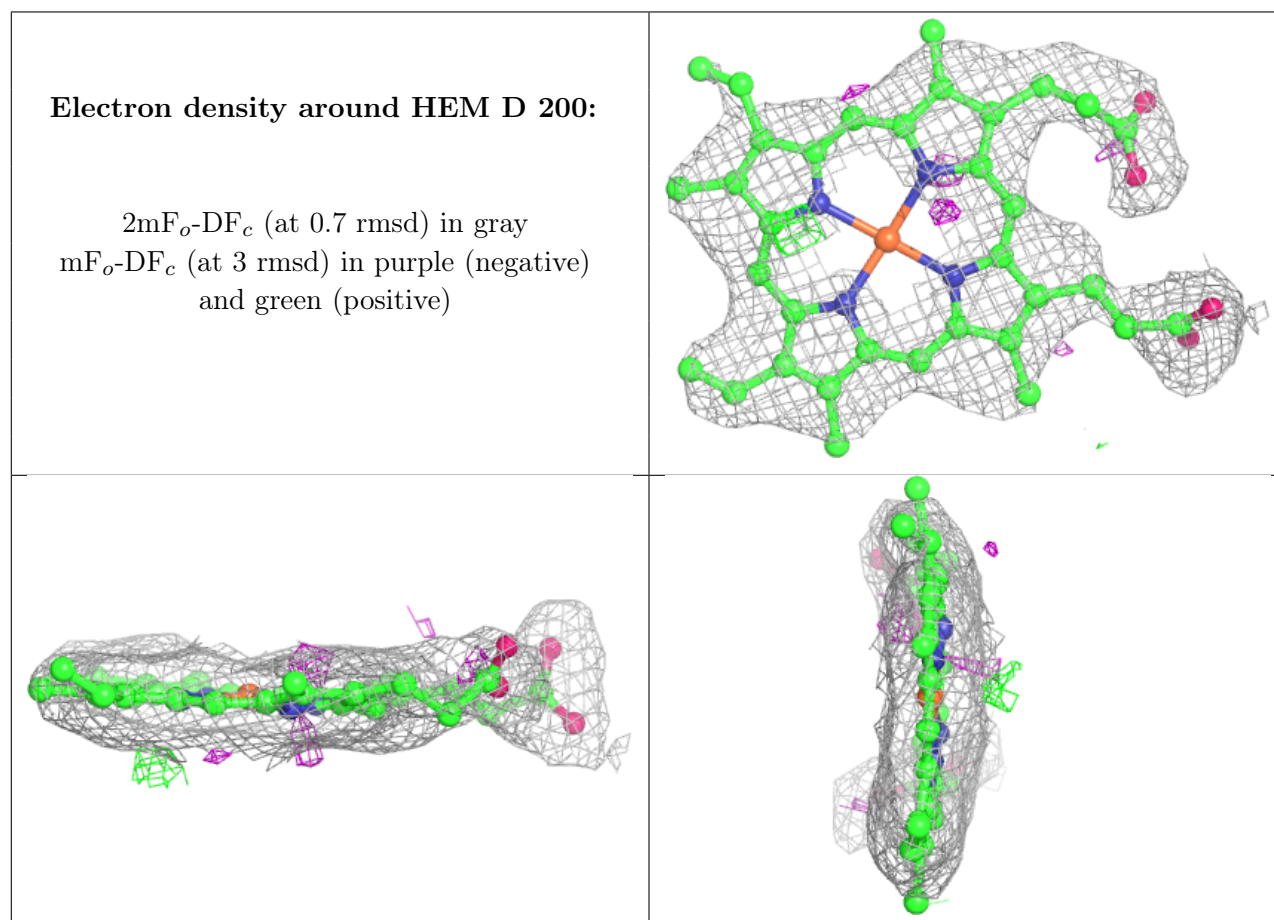 Electron density around HEM D 200:
2mFo-DFc (at 0.7 rmsd) in gray
mFo-DFc (at 3 rmsd) in purple (negative)
and green (positive)